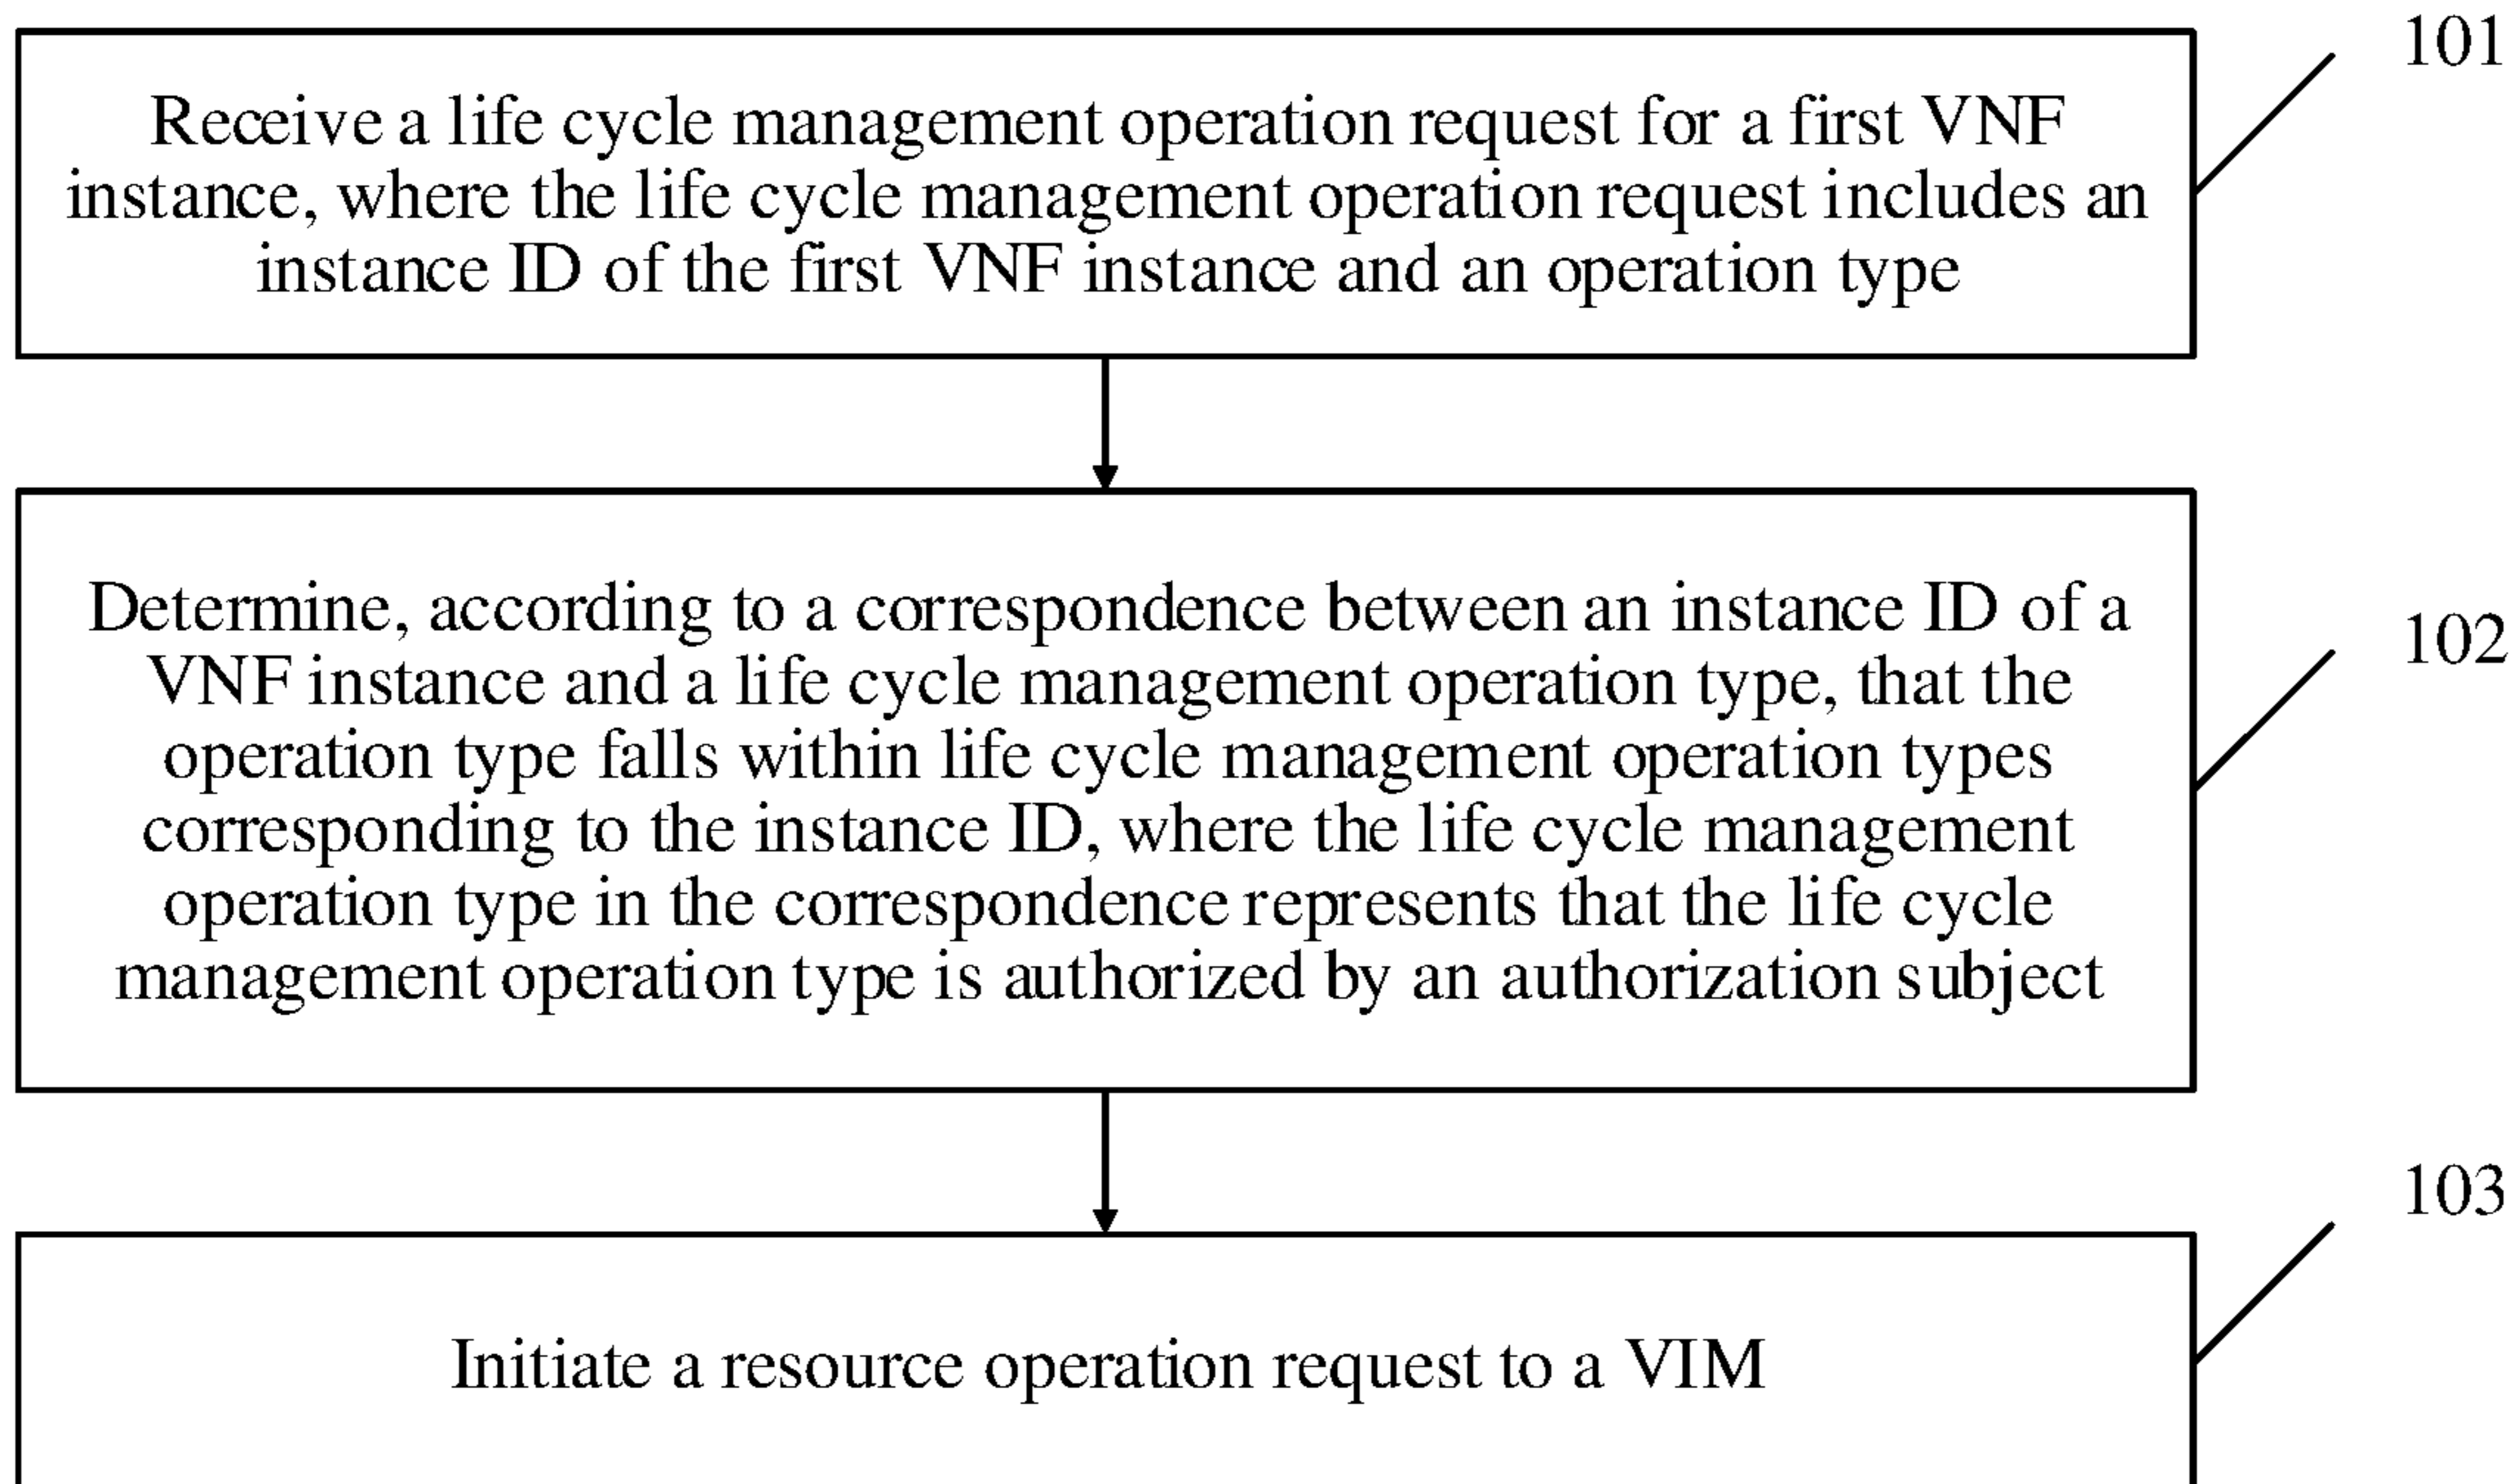 101
Receive a life cycle management operation request for a first VNF
instance, where the life cycle management operation request includes an
instance ID of the first VNF instance and an operation type
102
Determine, according to a correspondence between an instance ID of a
VNF instance and a life cycle management operation type, that the
operation type falls within life cycle management operation types
corresponding to the instance ID, where the life cycle management
operation type in the correspondence represents that the life cycle
management operation type is authorized by an authorization subject
103
Initiate a resource operation request to a VIM